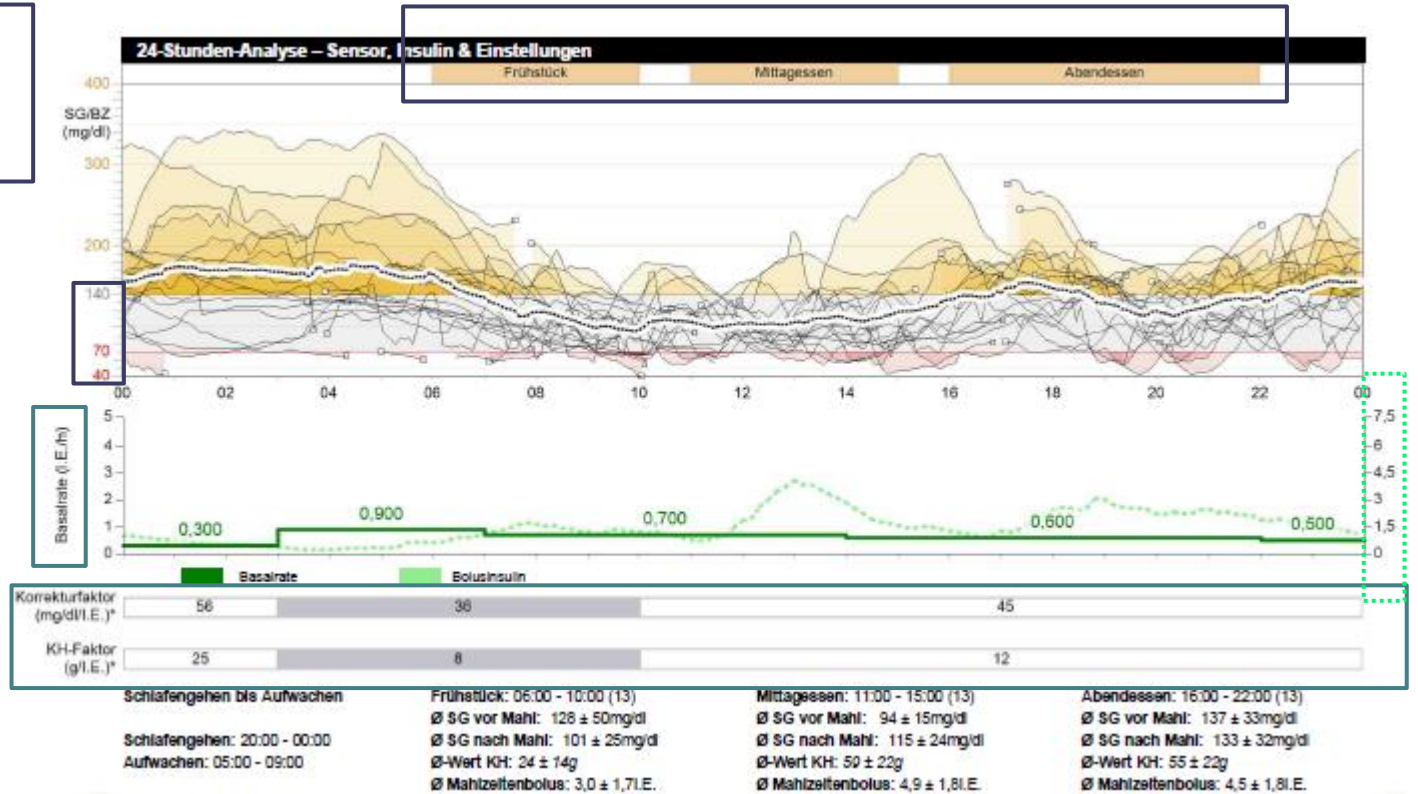 24-Stunden-Analyse – Sensor, Insulin & Einstellungen
Frühstück Mittagessen Abendessen
400
SG/BZ
(mg/dl)
300
200
140
70
40
00 02 04 06 08 10 12 14 16 18 20 22 00
Basalrate (I.E./h)
5 7,5
4 6
3 4,5
2 3
1 1,5
0 0
0,300 0,900 0,700 0,600 0,500
Basalrate Bolusinsulin
Korrekturfaktor
(mg/dl/I.E.)* 56 36 45
KH-Faktor
(g/I.E.)* 25 8 12
Schlafengehen bis Aufwachen
Schlafengehen: 20:00 - 00:00
Aufwachen: 05:00 - 09:00
Frühstück: 06:00 - 10:00 (13)
Ø SG vor Mahl: 128 ± 50mg/dl
Ø SG nach Mahl: 101 ± 25mg/dl
Ø-Wert KH: 24 ± 14g
Ø Mahlzeitenbolus: 3,0 ± 1,7I.E.
Mittagessen: 11:00 - 15:00 (13)
Ø SG vor Mahl: 94 ± 15mg/dl
Ø SG nach Mahl: 115 ± 24mg/dl
Ø-Wert KH: 59 ± 22g
Ø Mahlzeitenbolus: 4,9 ± 1,8I.E.
Abendessen: 16:00 - 22:00 (13)
Ø SG vor Mahl: 137 ± 33mg/dl
Ø SG nach Mahl: 133 ± 32mg/dl
Ø-Wert KH: 55 ± 22g
Ø Mahlzeitenbolus: 4,5 ± 1,8I.E.